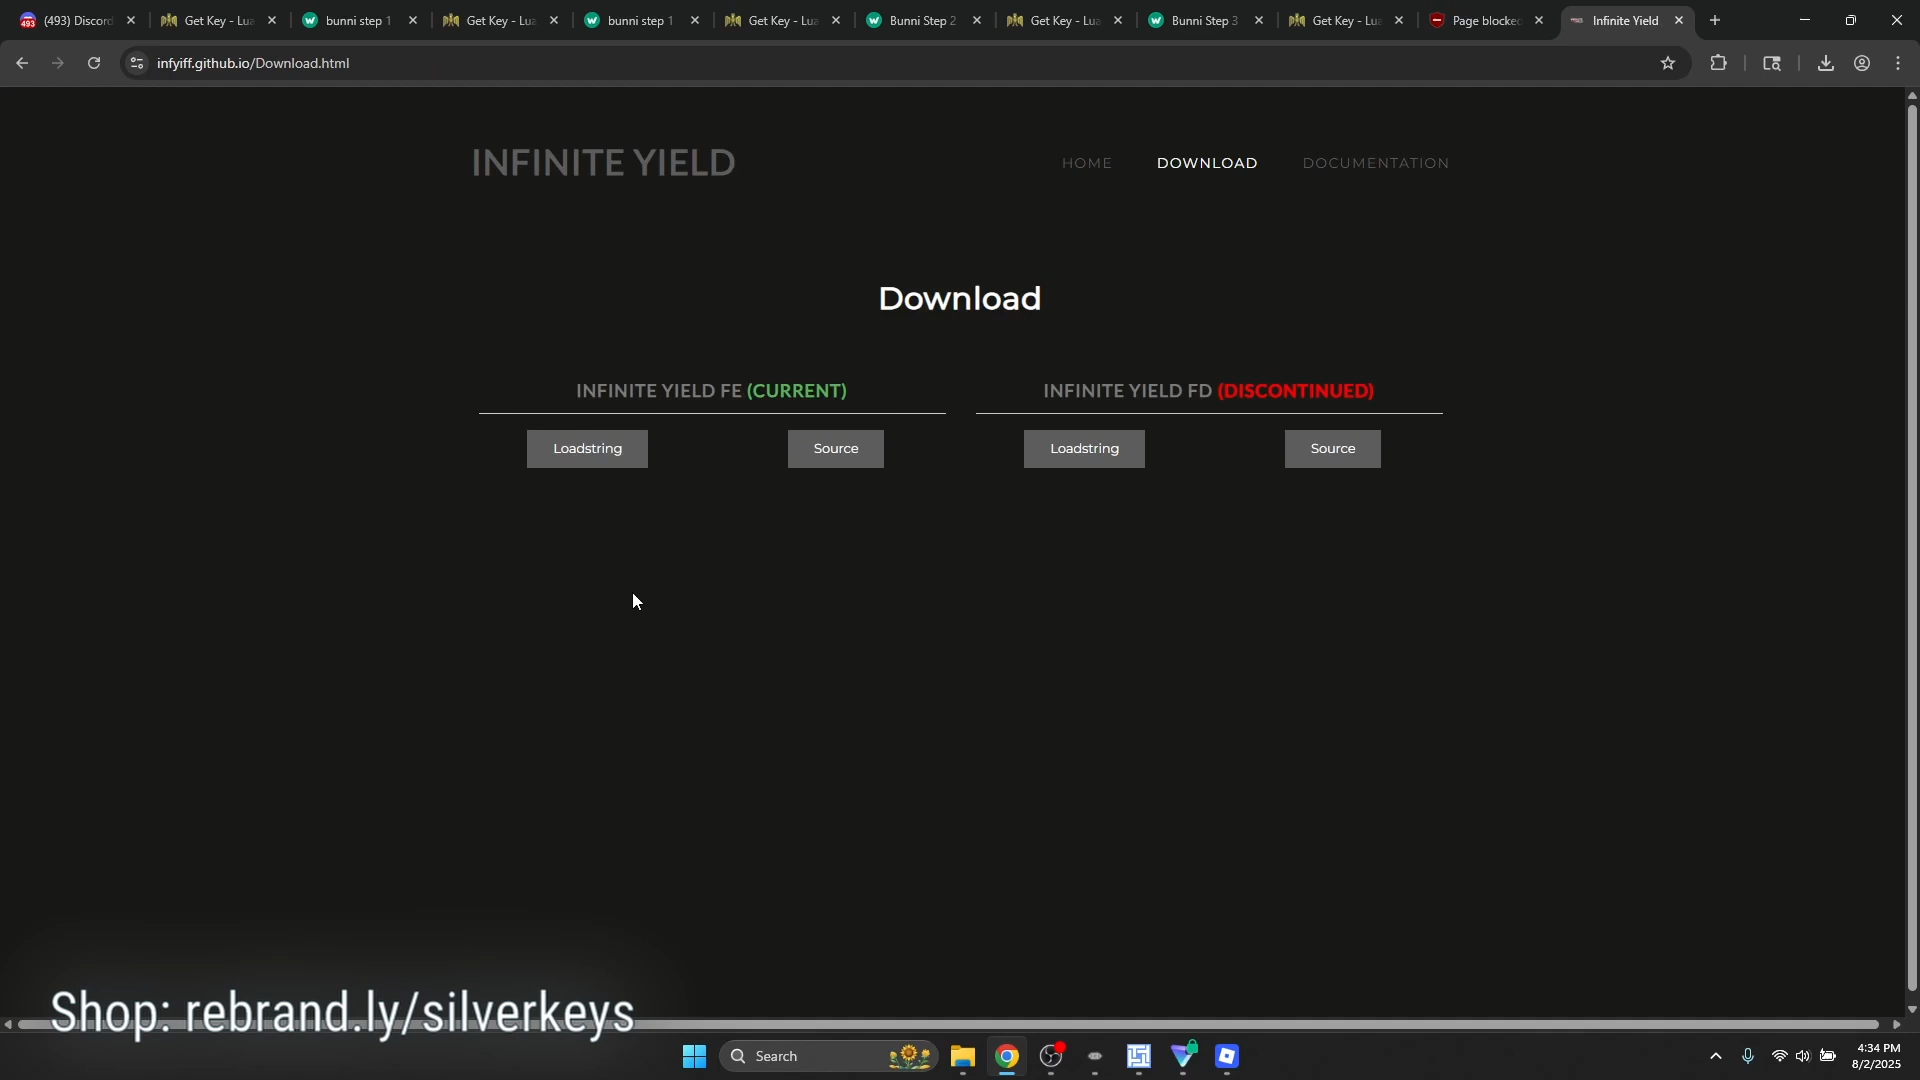 (493) Discord
Get Key - Lua
bunni step 1
Get Key - Lua
bunni step 1
Get Key - Lua
Bunni Step 2
Get Key - Lua
Bunni Step 3
Get Key - Lua
Page blocked
Infinite Yield
infyiff.github.io/Download.html
INFINITE YIELD
HOME
DOWNLOAD
DOCUMENTATION
Download
INFINITE YIELD FE (CURRENT)
INFINITE YIELD FD (DISCONTINUED)
Loadstring
Source
Loadstring
Source
Shop: rebrand.ly/silverkeys
Search
4:34 PM
8/2/2025